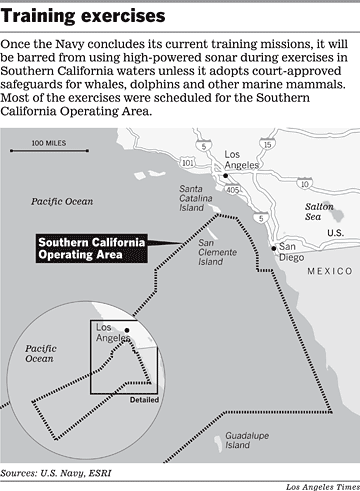 Training exercises
Once the Navy concludes its current training missions, it will
be barred from using high-powered sonar during exercises in
Southern California waters unless it adopts court-approved
safeguards for whales, dolphins and other marine mammals.
Most of the exercises were scheduled for the Southern
California Operating Area.
100 MILES
5
15
101
Los
Angeles
10
405
Santa
Catalina
Island
Pacific Ocean
Salton
Sea
5
U.S.
Southern California
Operating Area
San
Clemente
Island
San
Diego
MEXICO
Los
Angeles
Pacific
Ocean
Detailed
Guadalupe
Island
Sources: U.S. Navy, ESRI
Los Angeles Times